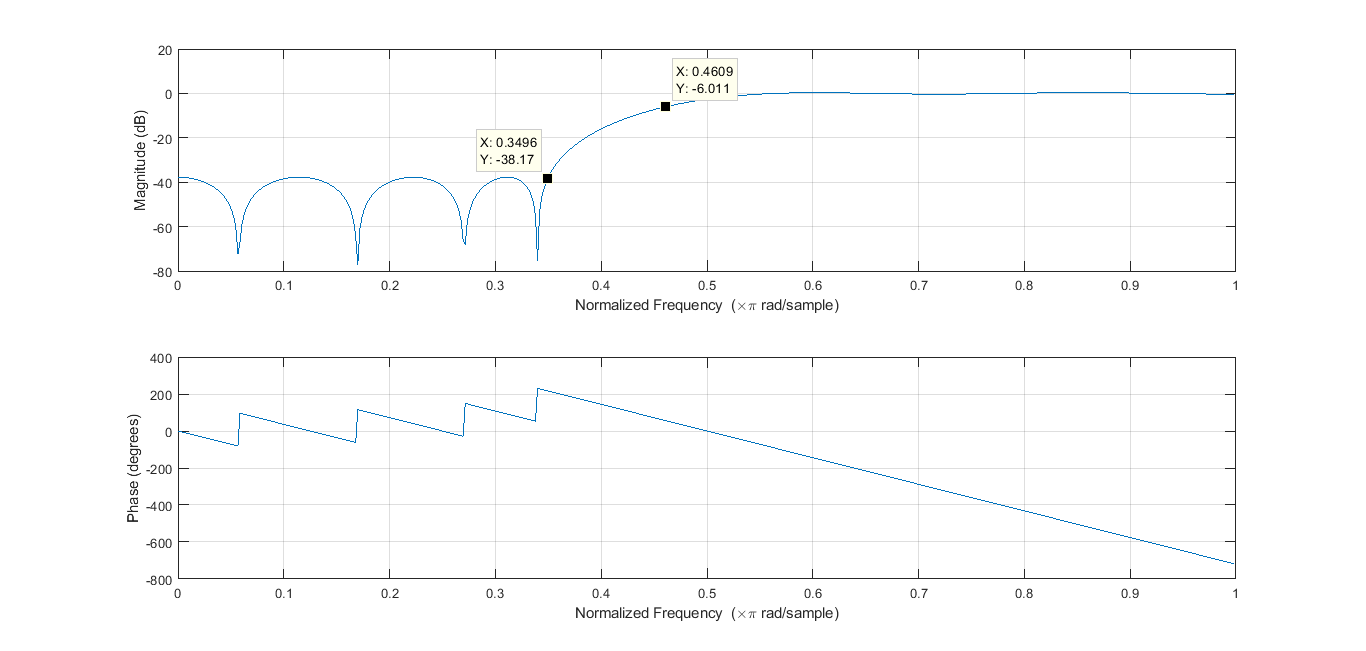 20
X: 0.4609
Y: -6.011
0
Magnitude (dB)
-20
X: 0.3496
Y: -38.17
-40
-60
-80
0 0.1 0.2 0.3 0.4 0.5 0.6 0.7 0.8 0.9 1
Normalized Frequency (×π rad/sample)
400
200
0
Phase (degrees)
-200
-400
-600
-800
0 0.1 0.2 0.3 0.4 0.5 0.6 0.7 0.8 0.9 1
Normalized Frequency (×π rad/sample)